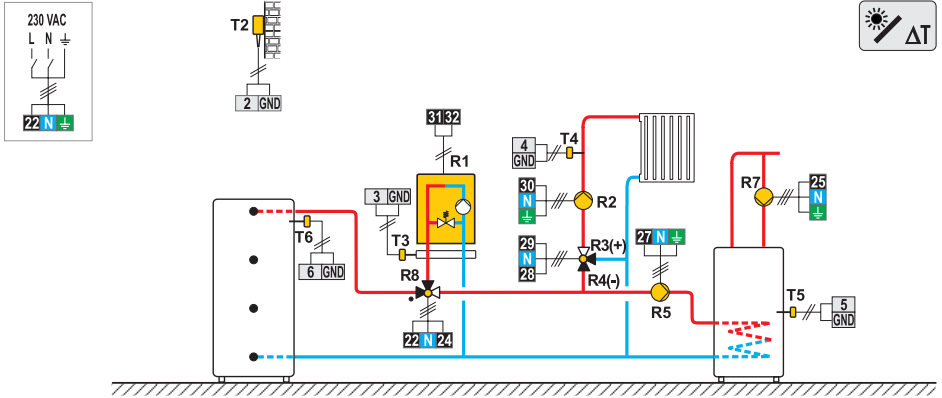 230 VAC
L N
22 N
T2
2 GND
ΔT
31 32
R1
3 GND
T3
R8
22 N 24
T6
6 GND
4
GND
T4
30
N
R2
29
N
28
R3(+)
R4(-)
27 N
R5
R7
25
N
T5
5
GND